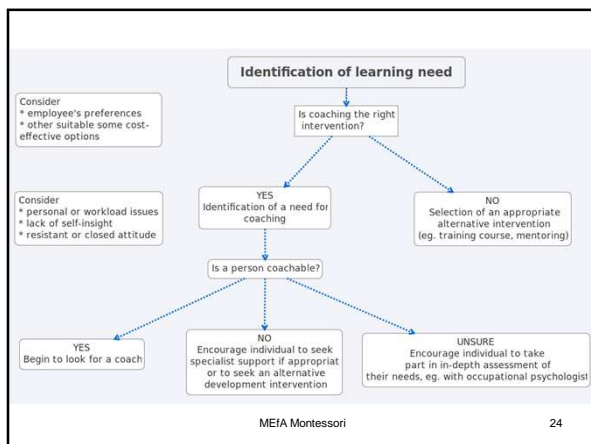 Identification of learning need
Consider
* employee's preferences
* other suitable some cost-
effective options
Is coaching the right
intervention?
Consider
* personal or workload issues
* lack of self-insight
* resistant or closed attitude
YES
Identification of a need for
coaching
NO
Selection of an appropriate
alternative intervention
(eg. training course, mentoring)
Is a person coachable?
YES
Begin to look for a coach
NO
Encourage individual to seek
specialist support if appropriat
or to seek an alternative
development intervention
UNSURE
Encourage individual to take
part in in-depth assessment of
their needs, eg. with occupational psychologist
MEfA Montessori
24